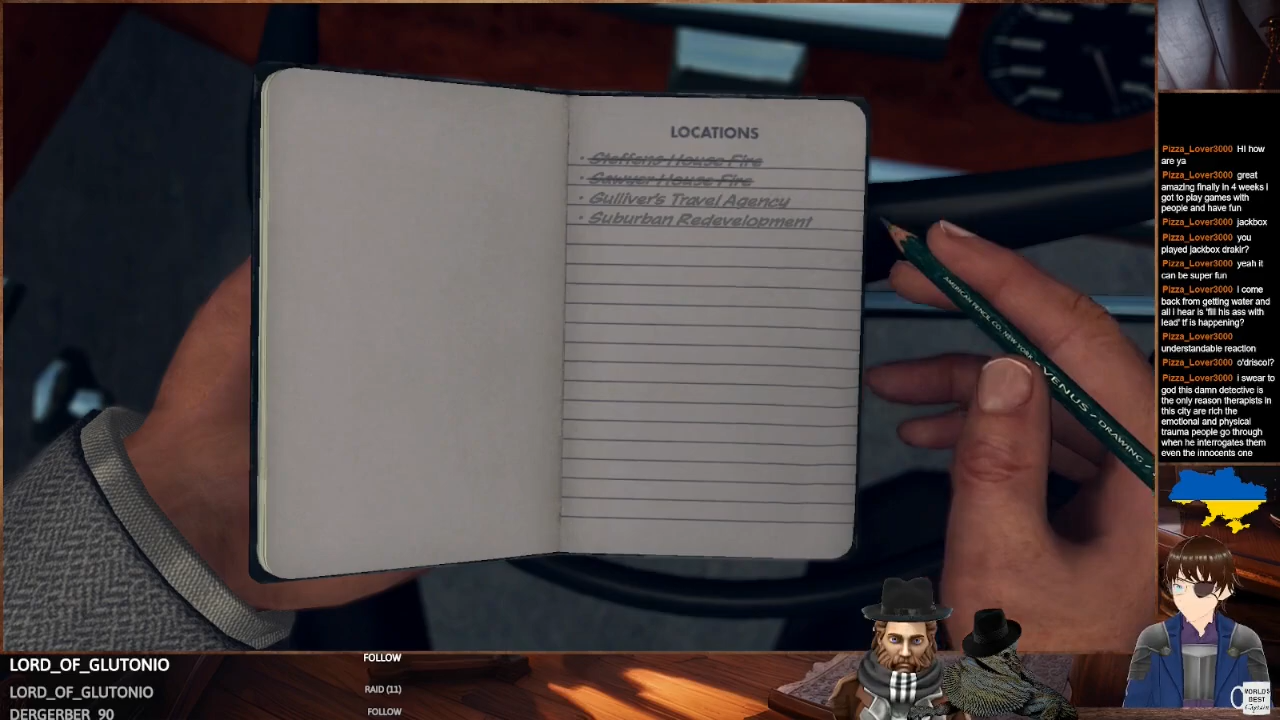 LOCATIONS
· Steffens House Fire
· Sawyer House Fire
· Gulliver's Travel Agency
· Suburban Redevelopment
AMERICAN PENCIL CO. NEW YORK VENUS / DRAWING
Pizza_Lover3000 Hi how
are ya
Pizza_Lover3000 great
amazing finally in 4 weeks i
got to play games with
people and have fun
Pizza_Lover3000 jackbox
Pizza_Lover3000 you
played jackbox drakir?
Pizza_Lover3000 yeah it
can be super fun
Pizza_Lover3000 i come
back from getting water and
all i hear is 'fill his ass with
lead' tf is happening?
Pizza_Lover3000
understandable reaction
Pizza_Lover3000 o'driscol?
Pizza_Lover3000 i swear to
god this damn detective is
the only reason therapists in
this city are rich the
emotional and physical
trauma people go through
when he interrogates them
even the innocents one
LORD_OF_GLUTONIO FOLLOW
LORD_OF_GLUTONIO RAID (11)
DERGERBER_90 FOLLOW
WORLD'S
BEST